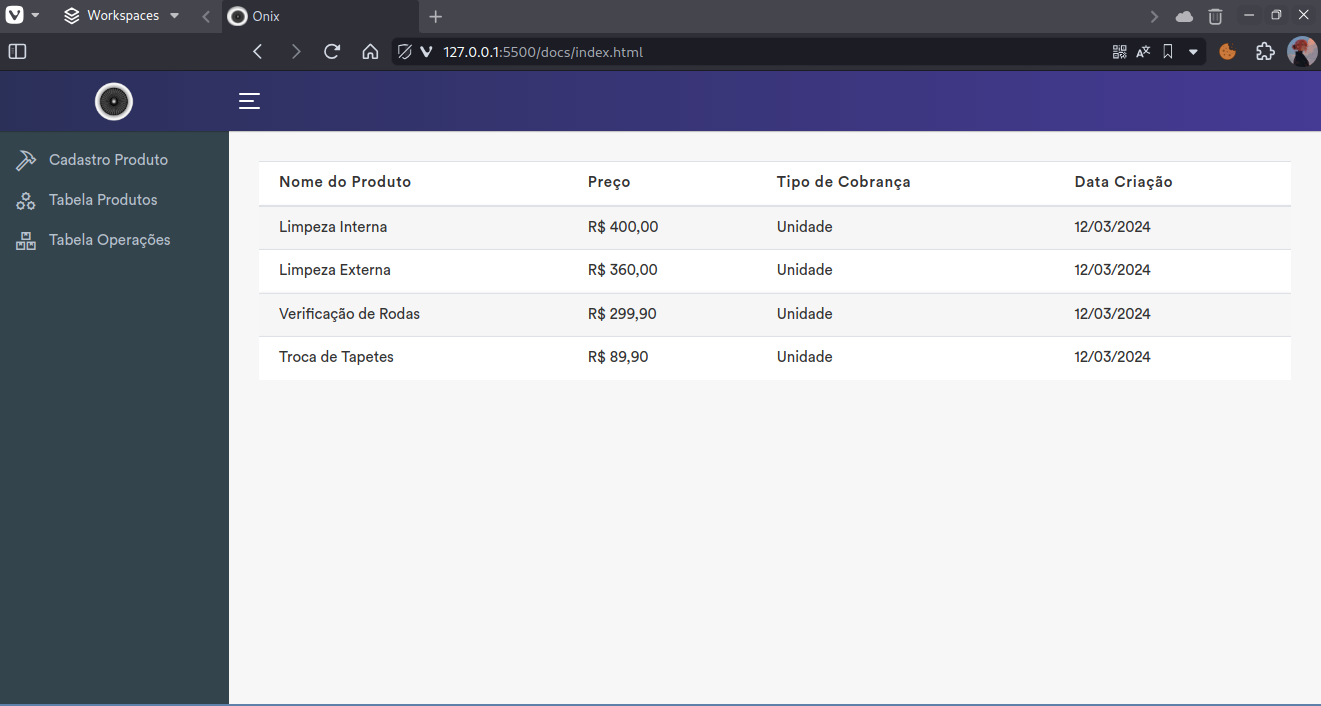 Workspaces
Onix
127.0.0.1:5500/docs/index.html
Cadastro Produto
Tabela Produtos
Tabela Operações
Nome do Produto Preço Tipo de Cobrança Data Criação
Limpeza Interna R$ 400,00 Unidade 12/03/2024
Limpeza Externa R$ 360,00 Unidade 12/03/2024
Verificação de Rodas R$ 299,90 Unidade 12/03/2024
Troca de Tapetes R$ 89,90 Unidade 12/03/2024